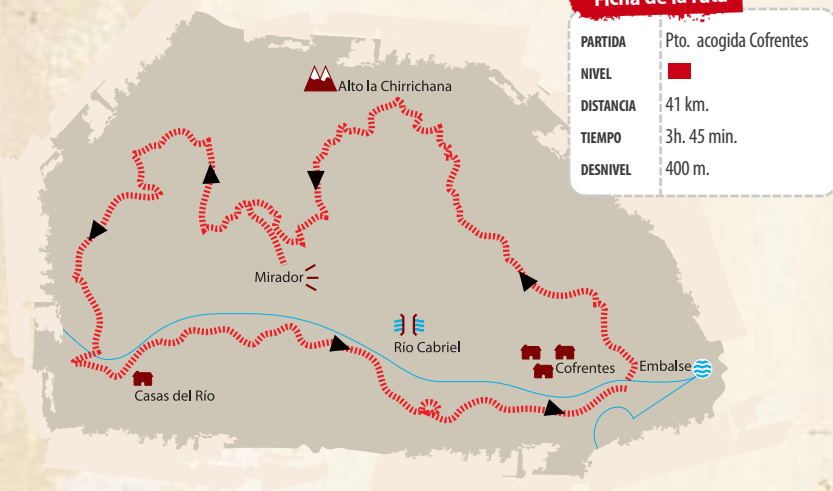 Ficha de la ruta
PARTIDA Pto. acogida Cofrentes
NIVEL
DISTANCIA 41 km.
TIEMPO 3h. 45 min.
DESNIVEL 400 m.
Alto la Chirrichana
Mirador
Río Cabriel
Cofrentes
Embalse
Casas del Río